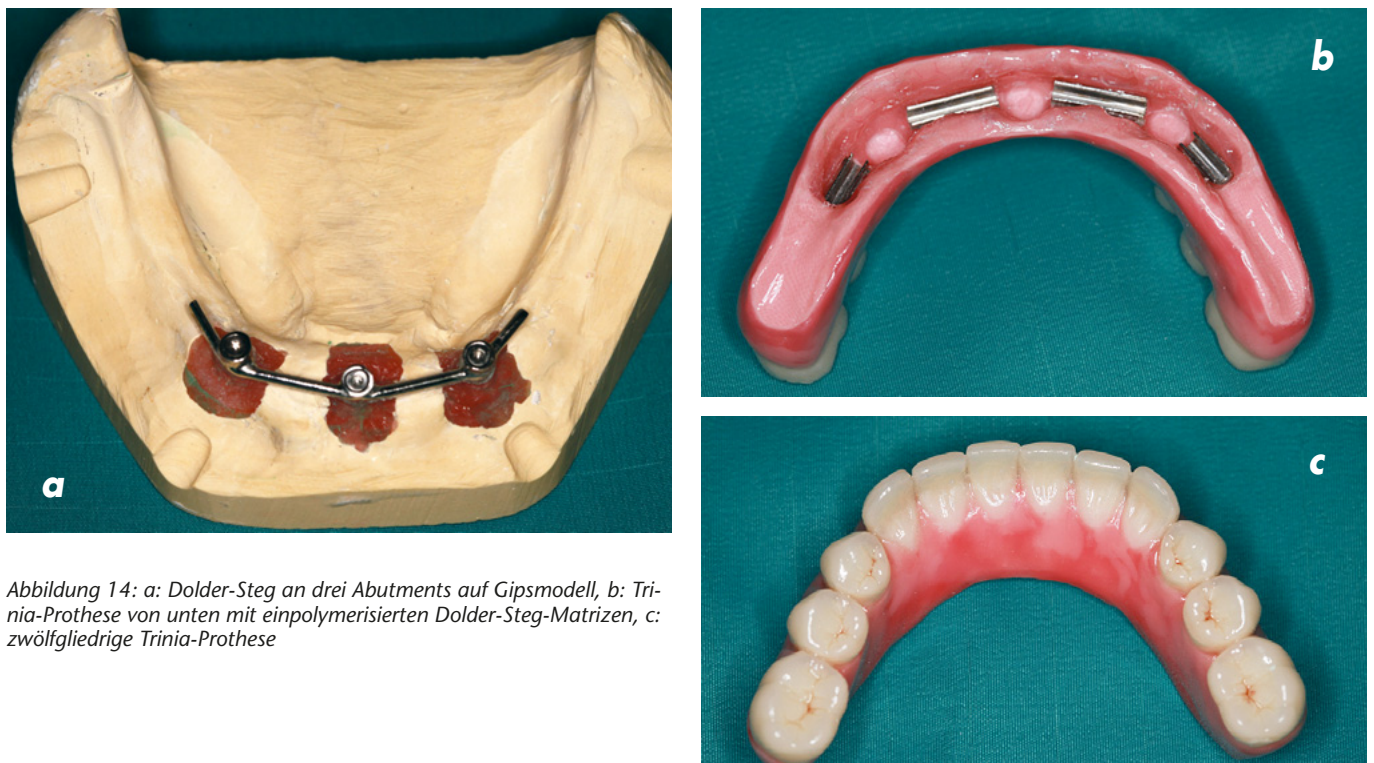 a
b
c
Abbildung 14: a: Dolder-Steg an drei Abutments auf Gipsmodell, b: Tri-
nia-Prothese von unten mit einpolymerisierten Dolder-Steg-Matrizen, c:
zwölfgliedrige Trinia-Prothese